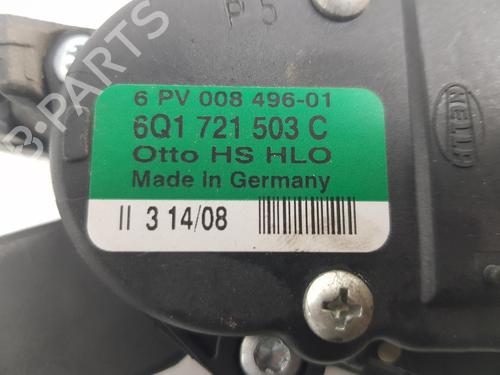 P 5
6 PV 008 496-01
6Q1 721 503 C
Otto HS HLO
Made in Germany
II 3 14/08
HELLA
B-PARTS